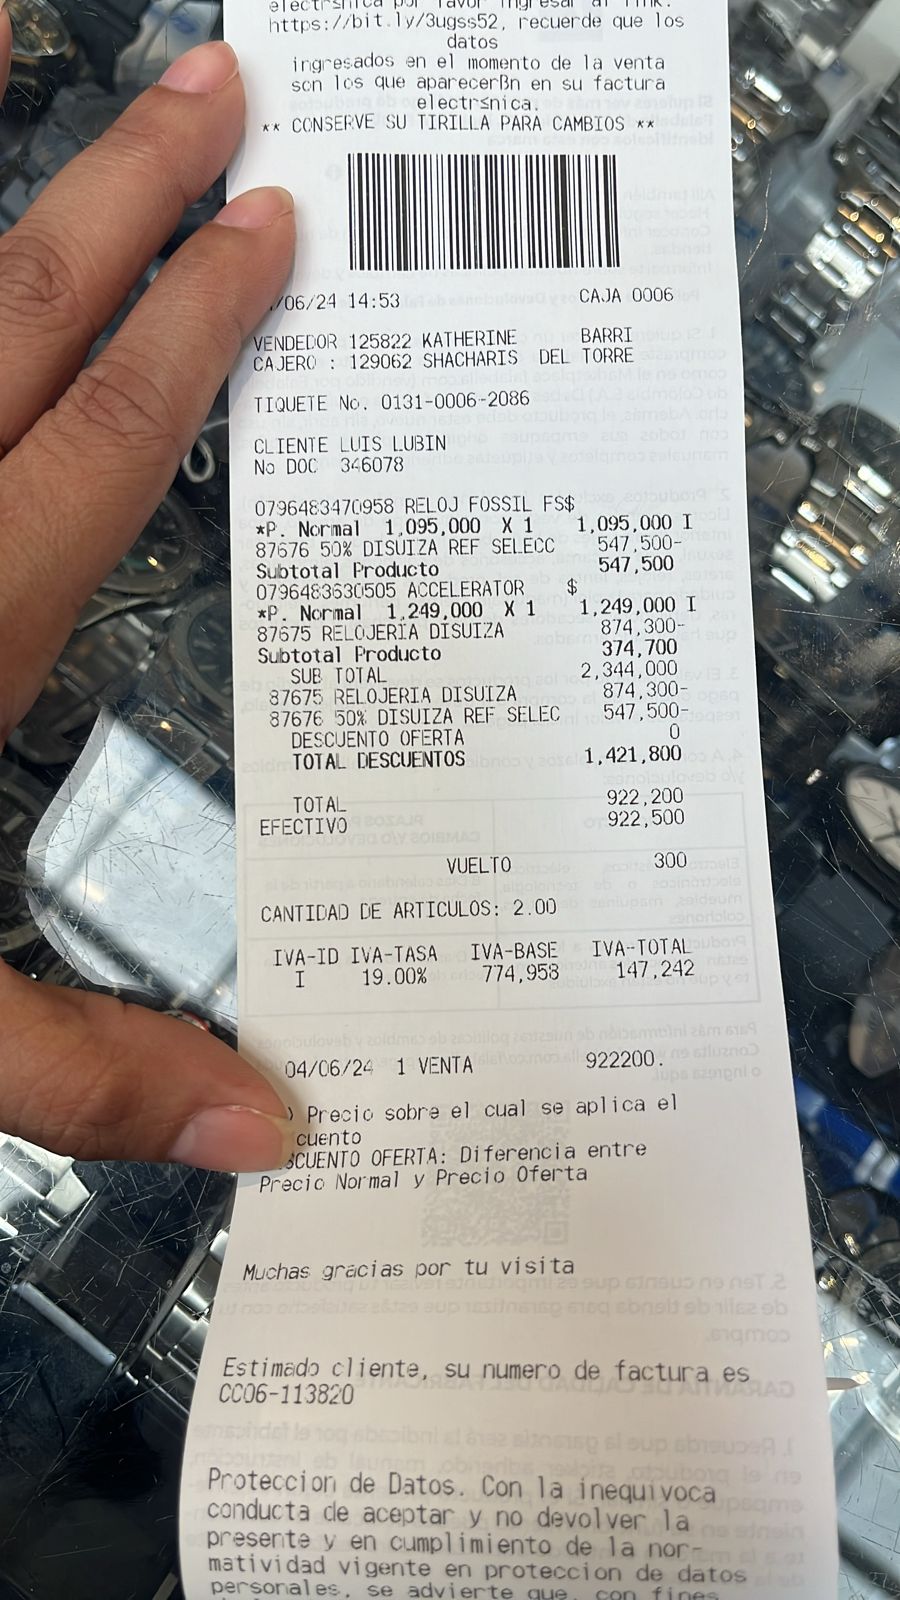 electrśnica por favor ingresar al link:
https://bit.ly/3ugss52, recuerde que los
datos
ingresados en el momento de la venta
son los que aparecerßn en su factura
electr≤nica.
** CONSERVE SU TIRILLA PARA CAMBIOS **
/06/24 14:53 CAJA 0006
VENDEDOR 125822 KATHERINE BARRI
CAJERO : 129062 SHACHARIS DEL TORRE
TIQUETE No. 0131-0006-2086
CLIENTE LUIS LUBIN
No DOC 346078
0796483470958 RELOJ FOSSIL FS$
*P. Normal 1,095,000 X 1 1,095,000 I
87676 50% DISUIZA REF SELECC 547,500-
Subtotal Producto 547,500
0796483630505 ACCELERATOR $
*P. Normal 1,249,000 X 1 1,249,000 I
87675 RELOJERIA DISUIZA 874,300-
Subtotal Producto 374,700
SUB TOTAL 2,344,000
87675 RELOJERIA DISUIZA 874,300-
87676 50% DISUIZA REF SELEC 547,500-
DESCUENTO OFERTA 0
TOTAL DESCUENTOS 1,421,800
TOTAL 922,200
EFECTIVO 922,500
VUELTO 300
CANTIDAD DE ARTICULOS: 2.00
IVA-ID IVA-TASA IVA-BASE IVA-TOTAL
I 19.00% 774,958 147,242
04/06/24 1 VENTA 922200.
) Precio sobre el cual se aplica el
cuento
SCUENTO OFERTA: Diferencia entre
Precio Normal y Precio Oferta
Muchas gracias por tu visita
Estimado cliente, su numero de factura es
CC06-113820
Proteccion de Datos. Con la inequivoca
conducta de aceptar y no devolver la
presente y en cumplimiento de la nor-
matividad vigente en proteccion de datos
personales, se advierte que, con fines